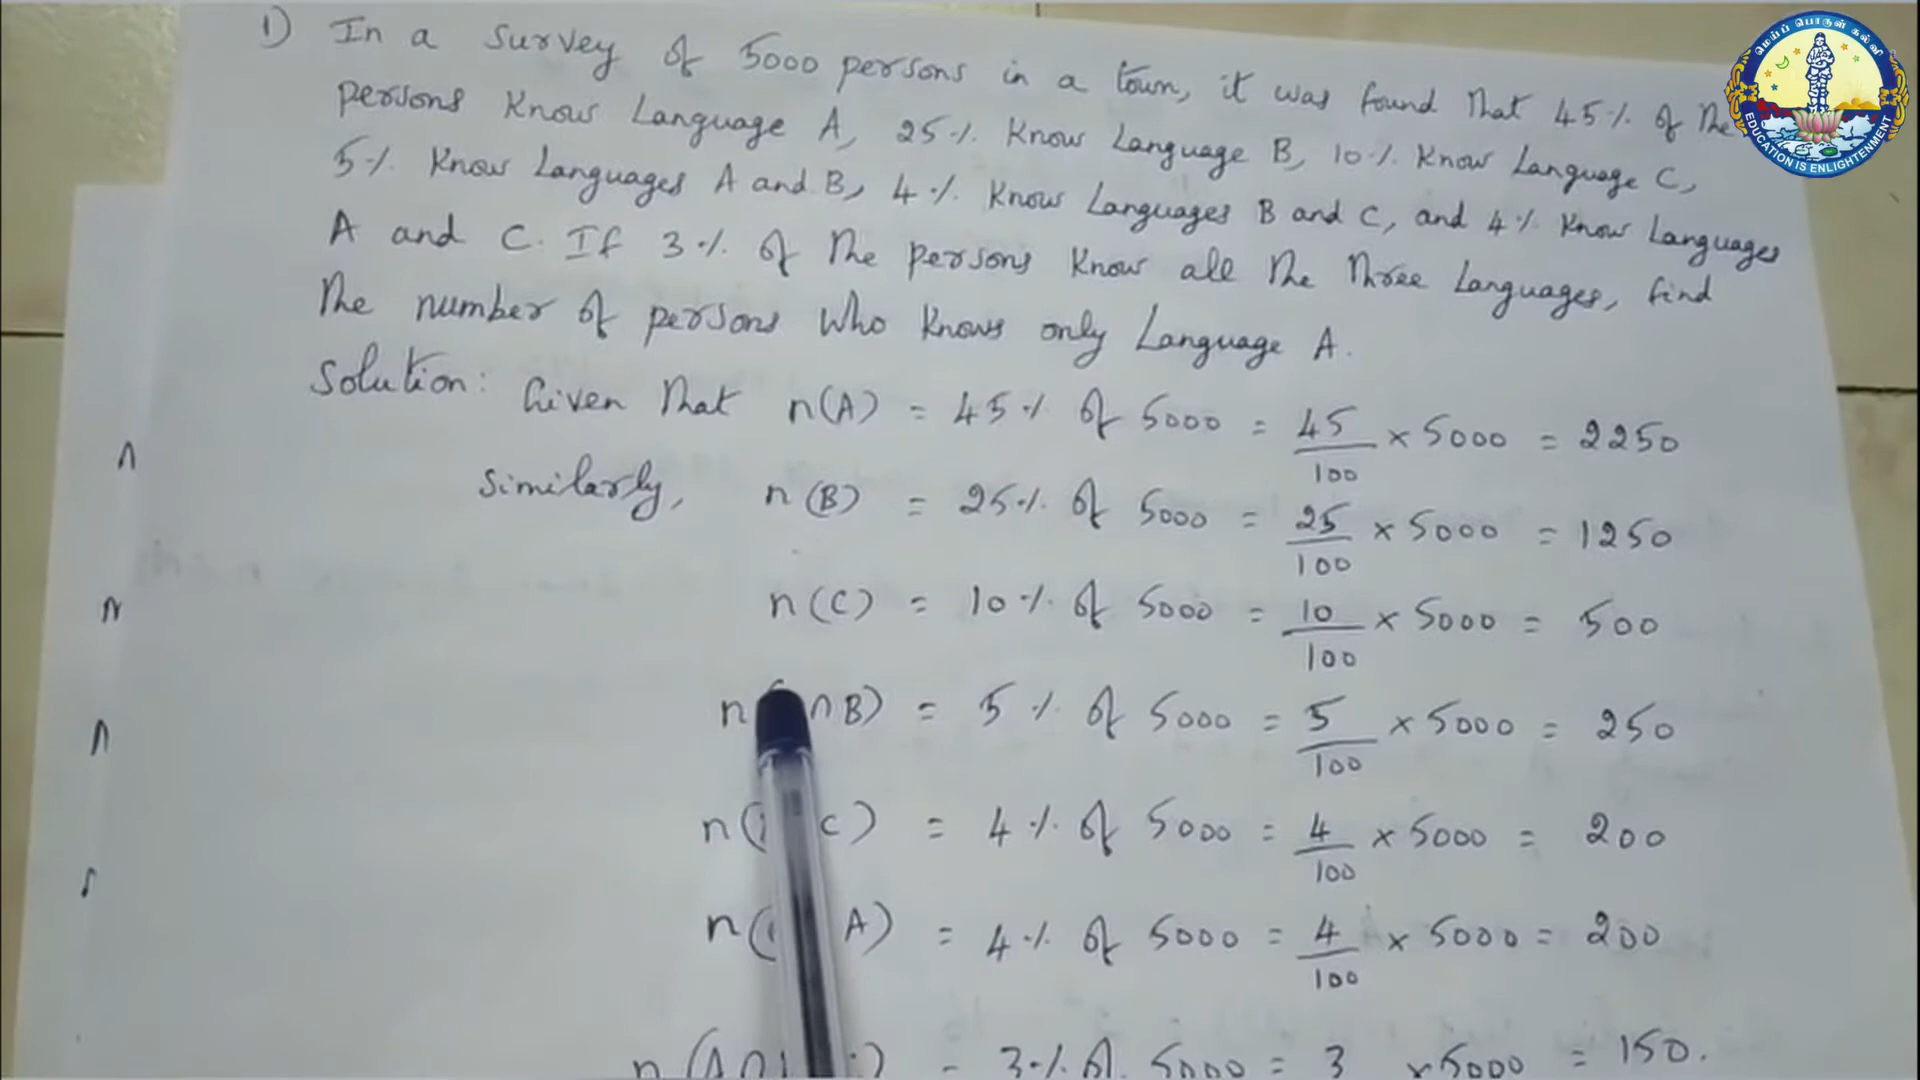 1) In a survey of 5000 persons in a town, it was found that 45% of the
persons know Language A, 25% know Language B, 10% know Language C,
5% know Languages A and B, 4% know Languages B and C, and 4% know Languages
A and C. If 3% of the persons know all the three Languages, find
the number of persons who knows only Language A.
Solution: Given that n(A) = 45% of 5000 = 45/100 × 5000 = 2250
Similarly, n(B) = 25% of 5000 = 25/100 × 5000 = 1250
n(C) = 10% of 5000 = 10/100 × 5000 = 500
n( ∩B) = 5% of 5000 = 5/100 × 5000 = 250
n( C) = 4% of 5000 = 4/100 × 5000 = 200
n( A) = 4% of 5000 = 4/100 × 5000 = 200
n(A∩ ) = 3% of 5000 = 3 ×5000 = 150.
மெய்ப் பொருள் கல்வி
EDUCATION IS ENLIGHTENMENT